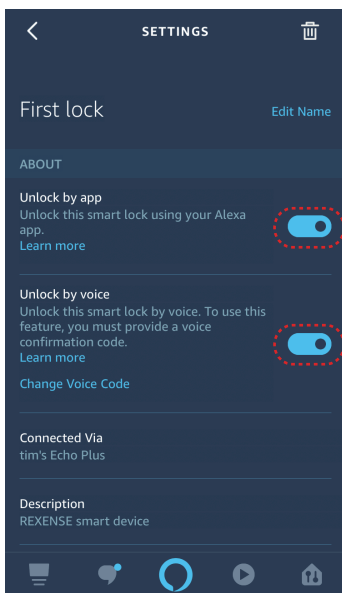 SETTINGS
First lock
Edit Name
ABOUT
Unlock by app
Unlock this smart lock using your Alexa
app.
Learn more
Unlock by voice
Unlock this smart lock by voice. To use this
feature, you must provide a voice
confirmation code.
Learn more
Change Voice Code
Connected Via
tim's Echo Plus
Description
REXENSE smart device